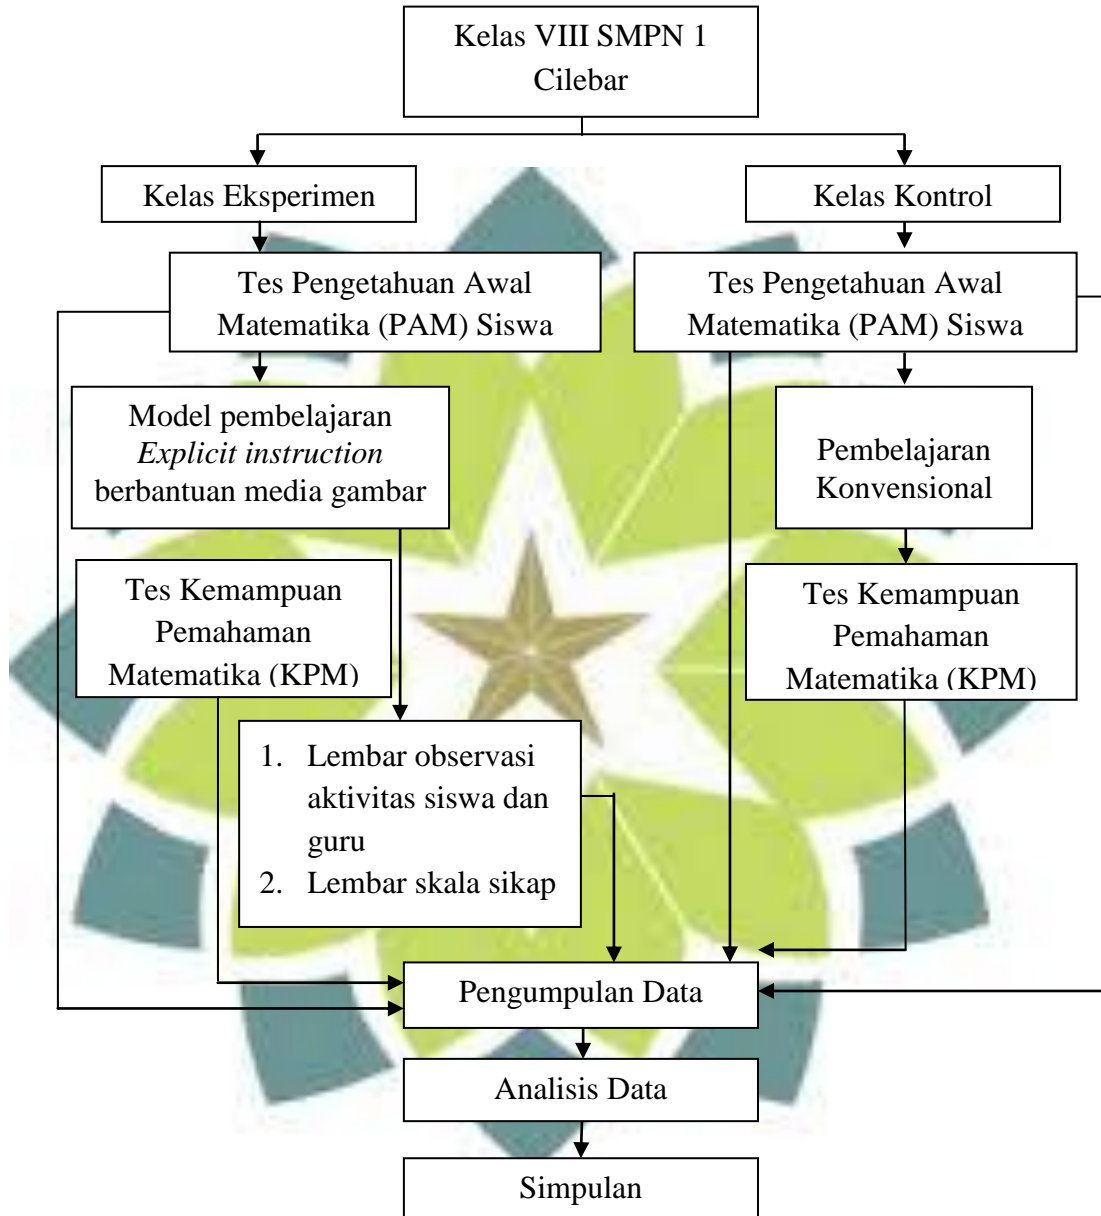 Kelas VIII SMPN 1
Cilebar
Kelas Eksperimen
Kelas Kontrol
Tes Pengetahuan Awal
Matematika (PAM) Siswa
Tes Pengetahuan Awal
Matematika (PAM) Siswa
Model pembelajaran
Explicit instruction
berbantuan media gambar
Pembelajaran
Konvensional
Tes Kemampuan
Pemahaman
Matematika (KPM)
Tes Kemampuan
Pemahaman
Matematika (KPM)
1. Lembar observasi
aktivitas siswa dan
guru
2. Lembar skala sikap
Pengumpulan Data
Analisis Data
Simpulan